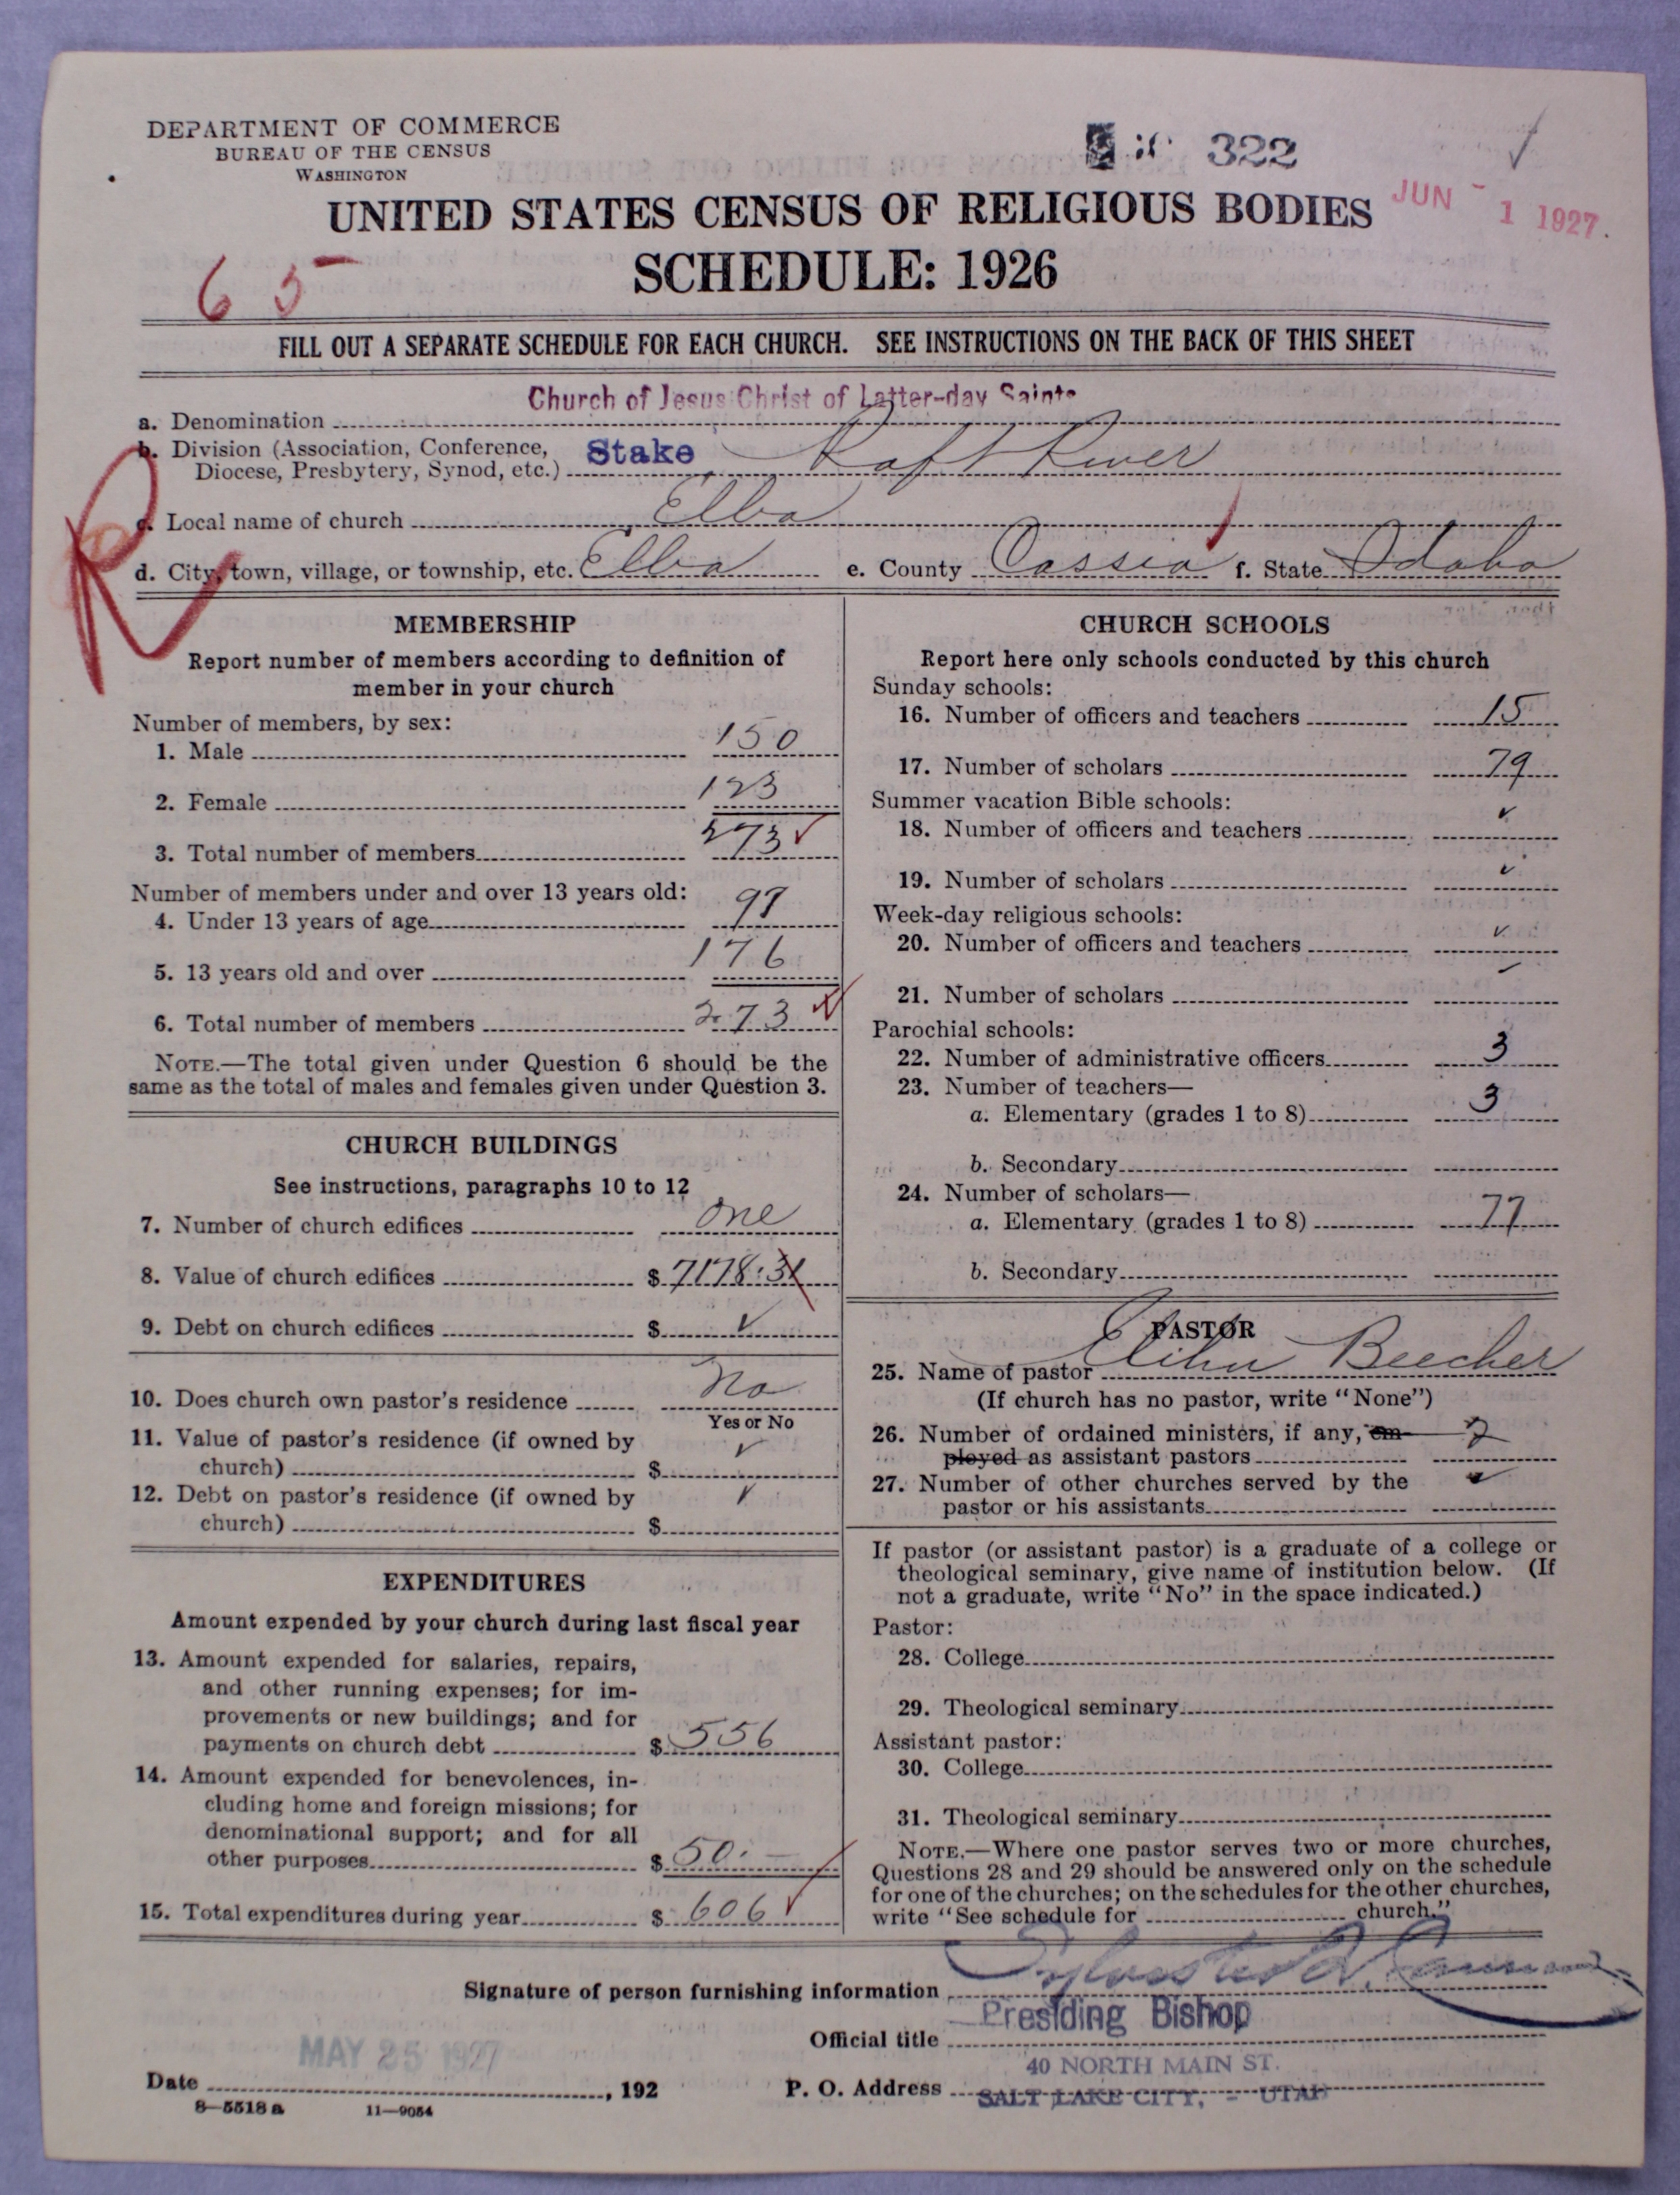 DEPARTMENT OF COMMERCE
BUREAU OF THE CENSUS
WASHINGTON
322
JUN - 1 1927.
UNITED STATES CENSUS OF RELIGIOUS BODIES
SCHEDULE: 1926
65
FILL OUT A SEPARATE SCHEDULE FOR EACH CHURCH. SEE INSTRUCTIONS ON THE BACK OF THIS SHEET
a. Denomination Church of Jesus Christ of Latter-day Saints
b. Division (Association, Conference, Diocese, Presbytery, Synod, etc.) Stake Raft River
c. Local name of church Elba
d. City, town, village, or township, etc. Elba e. County Cassia f. State Idaho
R
MEMBERSHIP
Report number of members according to definition of
member in your church
Number of members, by sex:
1. Male 150
2. Female 123
3. Total number of members 273 ✓
Number of members under and over 13 years old:
4. Under 13 years of age 97
5. 13 years old and over 176
6. Total number of members 273 ✓
NOTE.—The total given under Question 6 should be the
same as the total of males and females given under Question 3.
CHURCH BUILDINGS
See instructions, paragraphs 10 to 12
7. Number of church edifices one
8. Value of church edifices $ 7178.31
9. Debt on church edifices $ ✓
10. Does church own pastor's residence No
Yes or No
11. Value of pastor's residence (if owned by
church) $ ✓
12. Debt on pastor's residence (if owned by
church) $ ✓
EXPENDITURES
Amount expended by your church during last fiscal year
13. Amount expended for salaries, repairs,
and other running expenses; for im-
provements or new buildings; and for
payments on church debt $ 556
14. Amount expended for benevolences, in-
cluding home and foreign missions; for
denominational support; and for all
other purposes $ 50.—
15. Total expenditures during year $ 606 ✓
CHURCH SCHOOLS
Report here only schools conducted by this church
Sunday schools:
16. Number of officers and teachers 15
17. Number of scholars 79
Summer vacation Bible schools:
18. Number of officers and teachers ✓
19. Number of scholars ✓
Week-day religious schools:
20. Number of officers and teachers ✓
21. Number of scholars ✓
Parochial schools:
22. Number of administrative officers 3
23. Number of teachers—
a. Elementary (grades 1 to 8) 3
b. Secondary
24. Number of scholars—
a. Elementary (grades 1 to 8) 77
b. Secondary
PASTOR
25. Name of pastor Elihu Beecher
(If church has no pastor, write "None")
26. Number of ordained ministers, if any, em-
ployed as assistant pastors 2
27. Number of other churches served by the
pastor or his assistants ✓
If pastor (or assistant pastor) is a graduate of a college or
theological seminary, give name of institution below. (If
not a graduate, write "No" in the space indicated.)
Pastor:
28. College
29. Theological seminary
Assistant pastor:
30. College
31. Theological seminary
NOTE.—Where one pastor serves two or more churches,
Questions 28 and 29 should be answered only on the schedule
for one of the churches; on the schedules for the other churches,
write "See schedule for church."
Signature of person furnishing information
Official title Presiding Bishop
MAY 25 1927
Date , 192
P. O. Address 40 NORTH MAIN ST.
SALT LAKE CITY, - UTAH
8—5518 a 11—9054